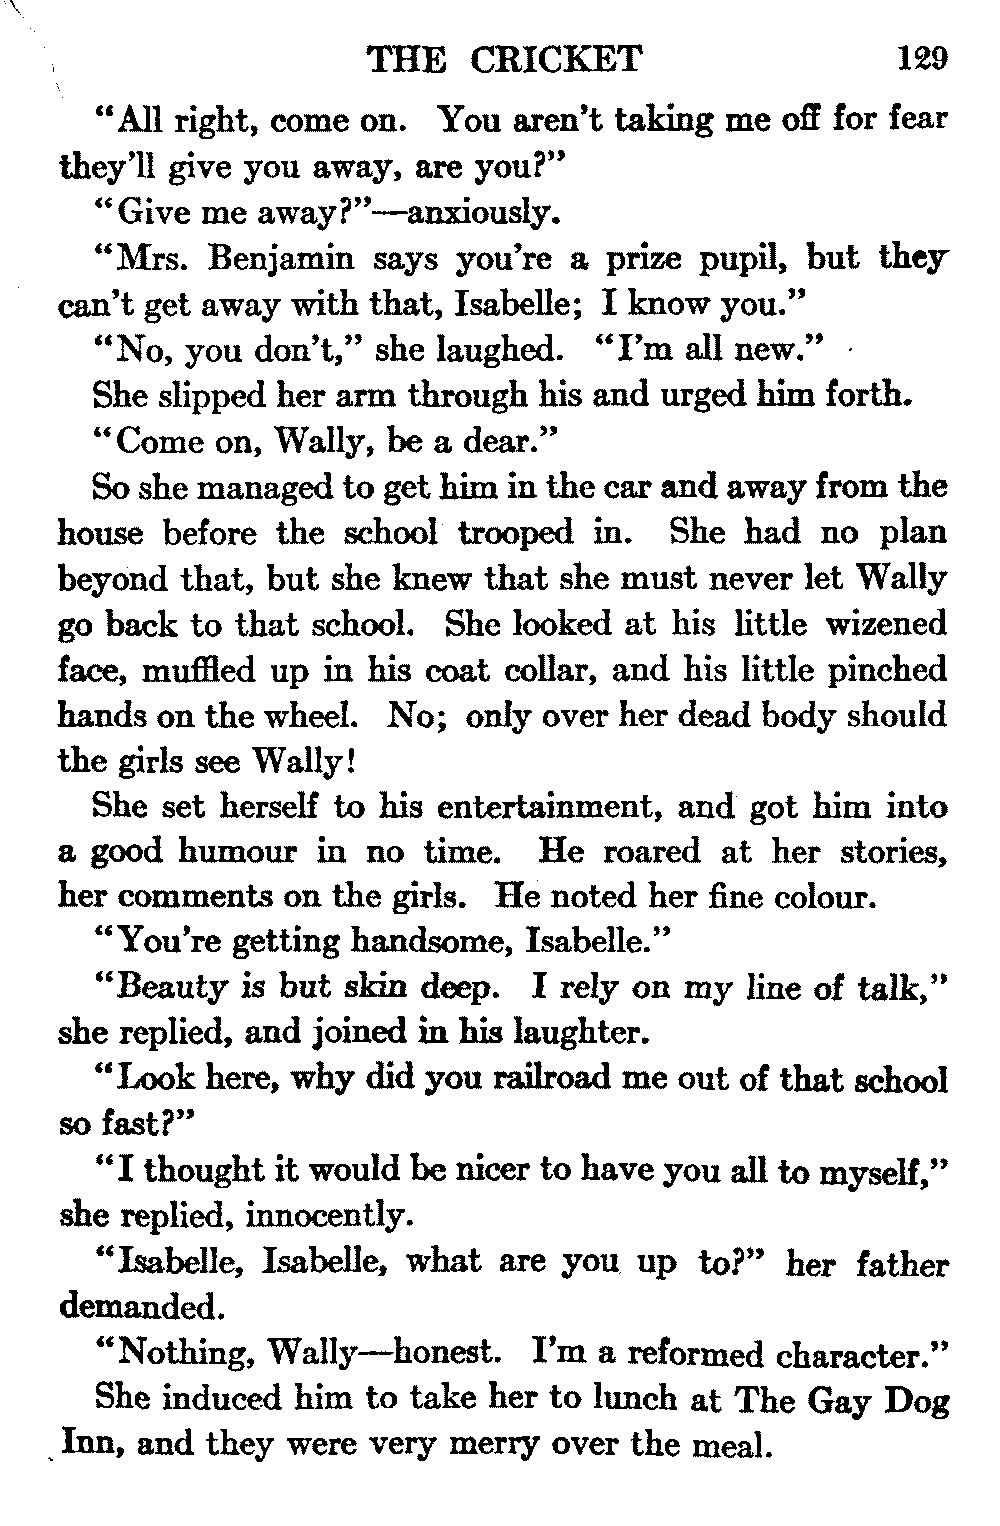 THE CRICKET 129
"All right, come on. You aren't taking me off for fear
they'll give you away, are you?"
"Give me away?"—anxiously.
"Mrs. Benjamin says you're a prize pupil, but they
can't get away with that, Isabelle; I know you."
"No, you don't," she laughed. "I'm all new."
She slipped her arm through his and urged him forth.
"Come on, Wally, be a dear."
So she managed to get him in the car and away from the
house before the school trooped in. She had no plan
beyond that, but she knew that she must never let Wally
go back to that school. She looked at his little wizened
face, muffled up in his coat collar, and his little pinched
hands on the wheel. No; only over her dead body should
the girls see Wally!
She set herself to his entertainment, and got him into
a good humour in no time. He roared at her stories,
her comments on the girls. He noted her fine colour.
"You're getting handsome, Isabelle."
"Beauty is but skin deep. I rely on my line of talk,"
she replied, and joined in his laughter.
"Look here, why did you railroad me out of that school
so fast?"
"I thought it would be nicer to have you all to myself,"
she replied, innocently.
"Isabelle, Isabelle, what are you up to?" her father
demanded.
"Nothing, Wally—honest. I'm a reformed character."
She induced him to take her to lunch at The Gay Dog
Inn, and they were very merry over the meal.